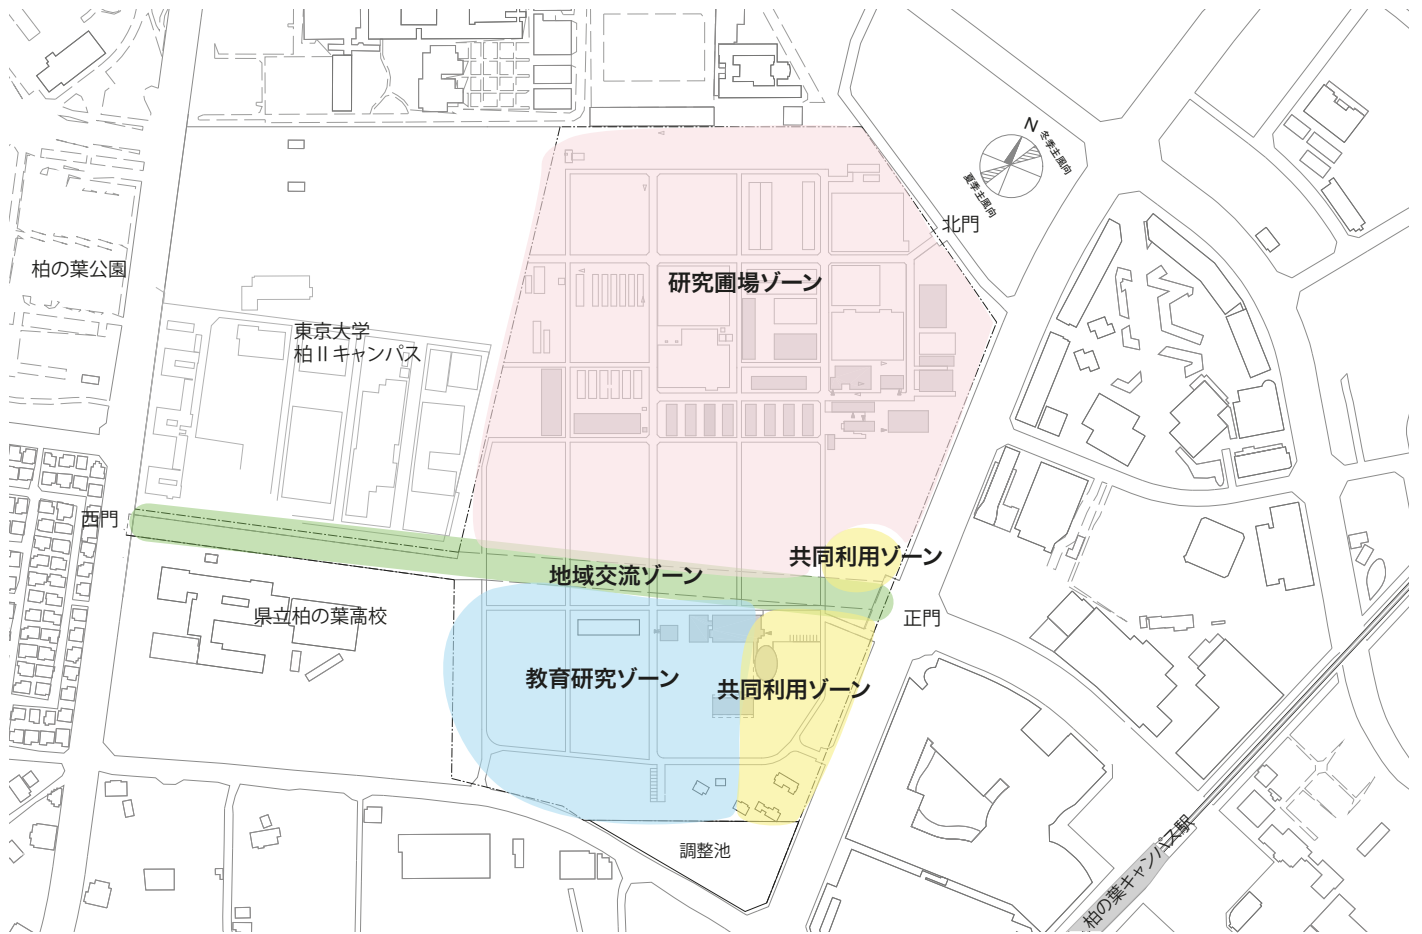 N
冬季主風向
夏季主風向
北門
柏の葉公園
研究圃場ゾーン
東京大学
柏Ⅱキャンパス
西門
共同利用ゾーン
地域交流ゾーン
県立柏の葉高校
正門
教育研究ゾーン
共同利用ゾーン
調整池
柏の葉キャンパス駅